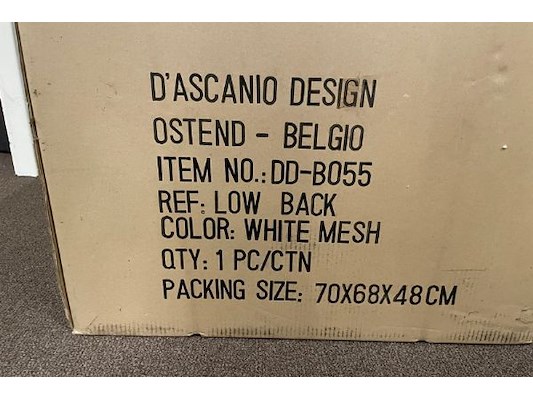 D'ASCANIO DESIGN
OSTEND - BELGIO
ITEM NO.: DD-B055
REF: LOW BACK
COLOR: WHITE MESH
QTY: 1 PC/CTN
PACKING SIZE: 70X68X48CM